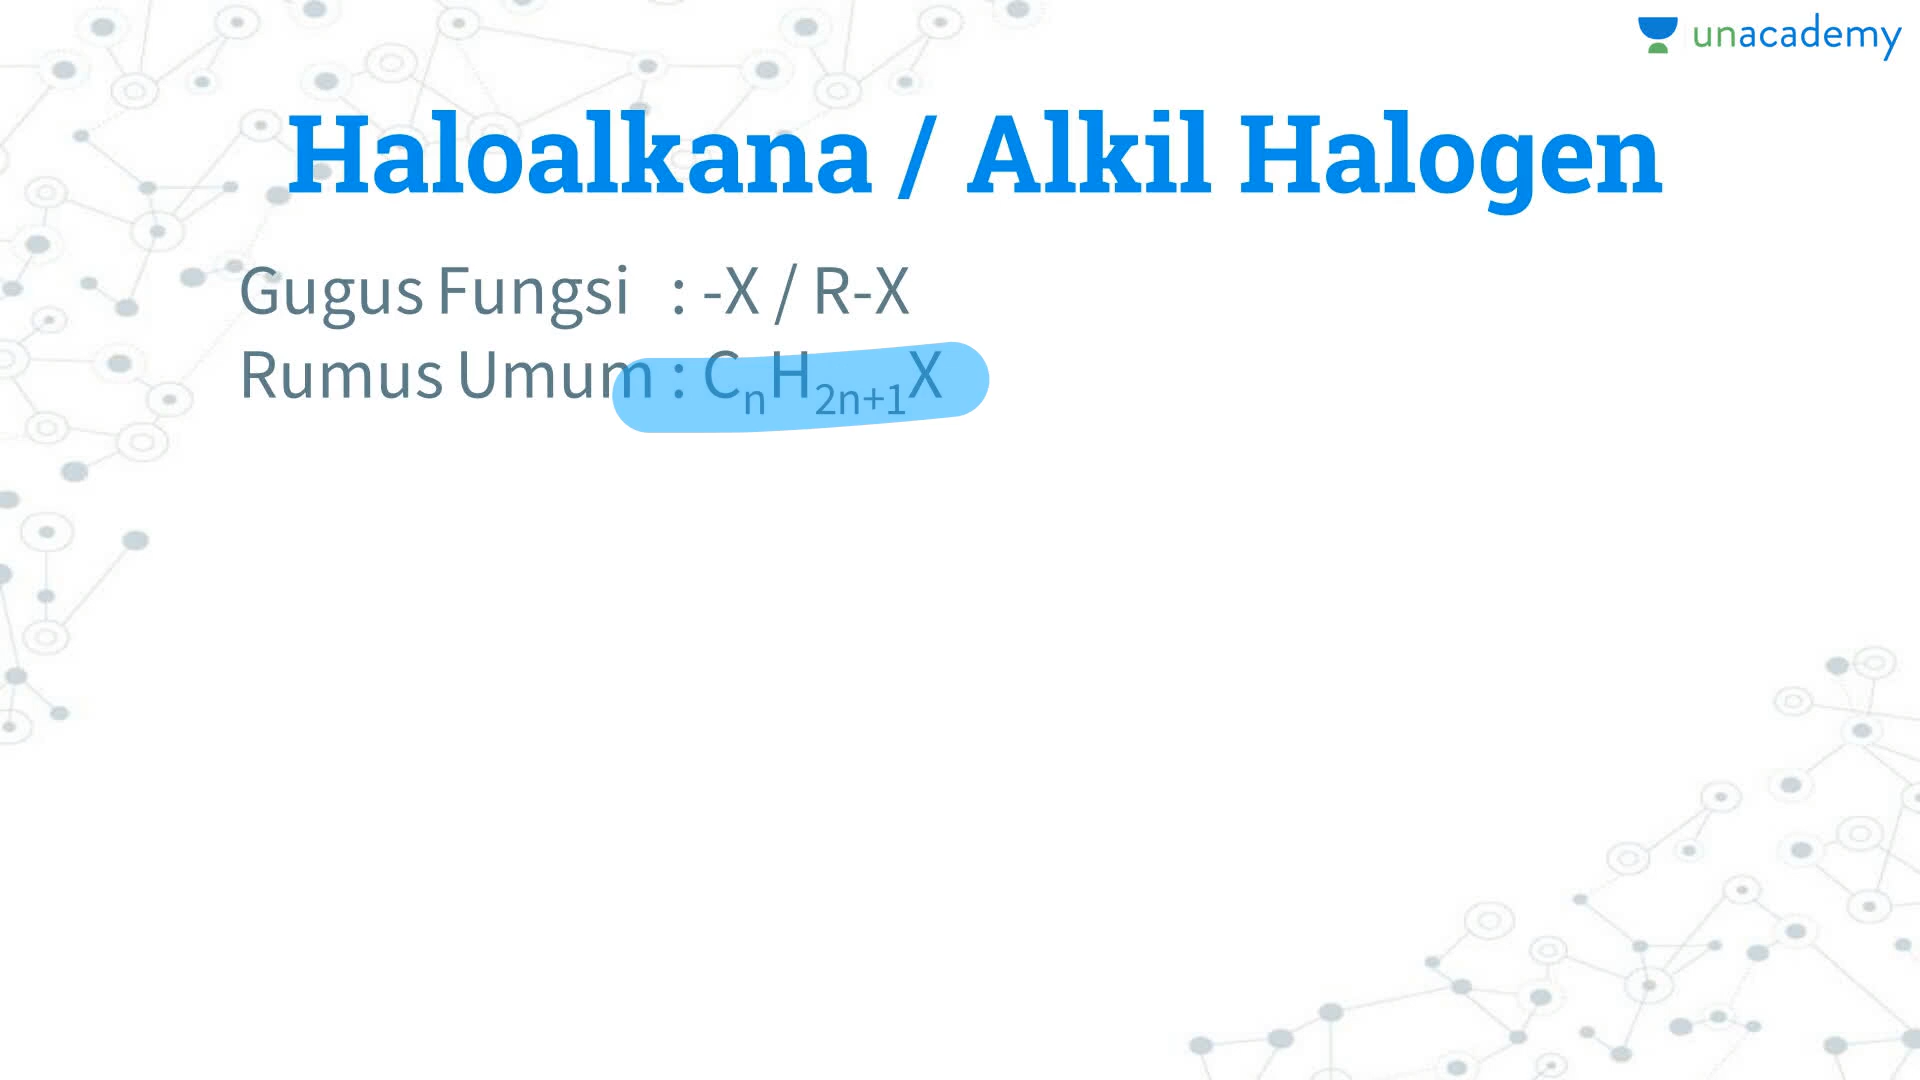 unacademy
Haloalkana / Alkil Halogen
Gugus Fungsi : -X / R-X
Rumus Umum : CₙH₂ₙ₊₁X